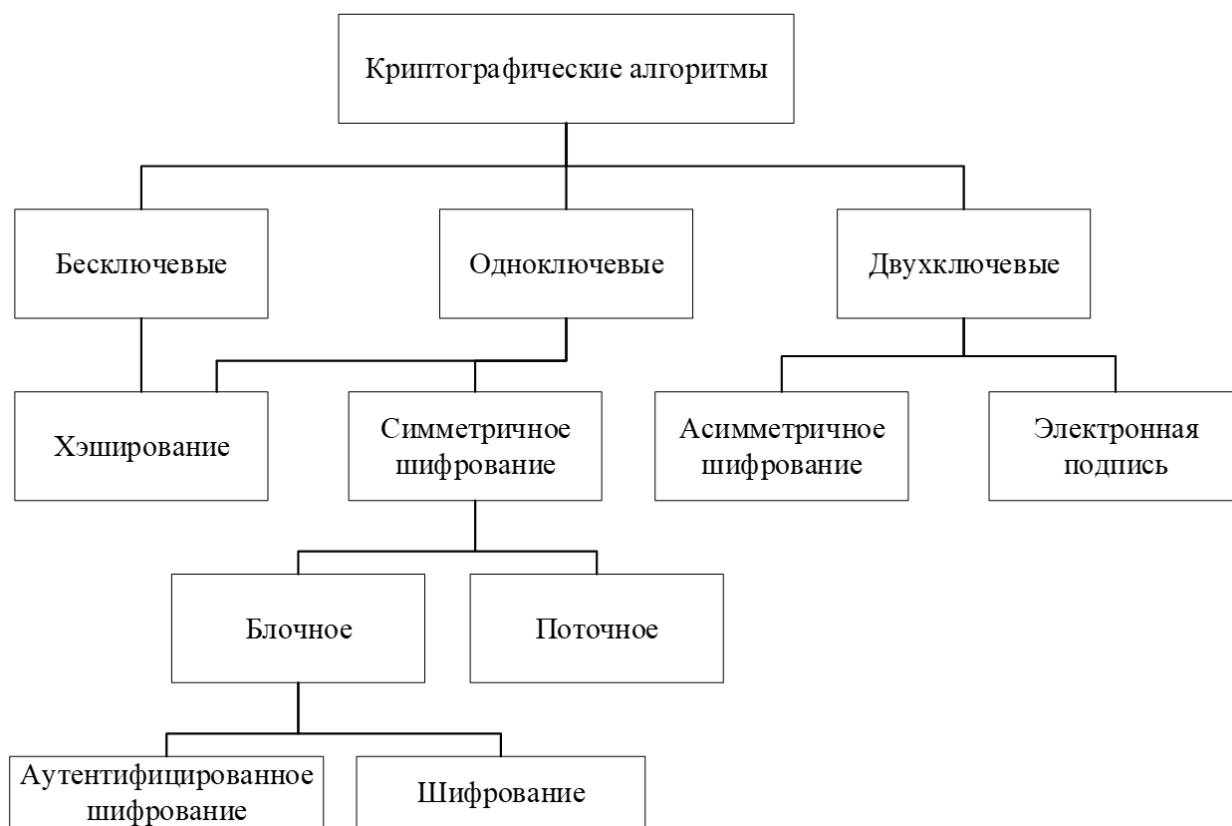 Криптографические алгоритмы
Бесключевые
Одноключевые
Двухключевые
Хэширование
Симметричное
шифрование
Асимметричное
шифрование
Электронная
подпись
Блочное
Поточное
Аутентифицированное
шифрование
Шифрование